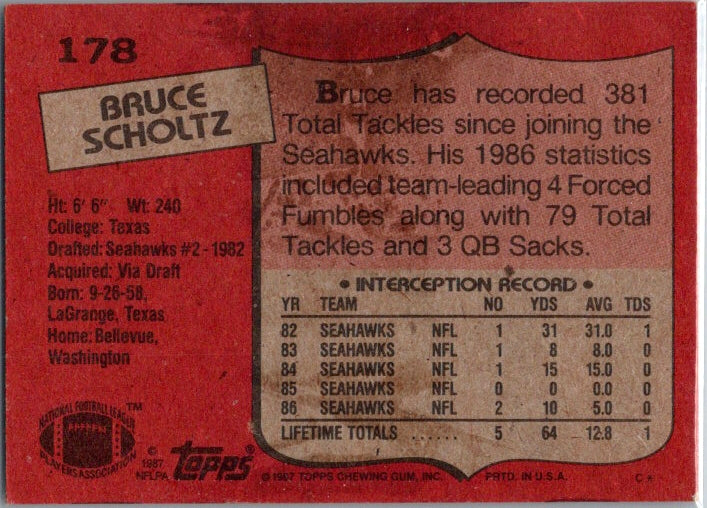 178
BRUCE
SCHOLTZ
Ht: 6' 6" Wt: 240
College: Texas
Drafted: Seahawks #2-1982
Acquired: Via Draft
Born: 9-26-58,
LaGrange, Texas
Home: Bellevue,
Washington
Bruce has recorded 381
Total Tackles since joining the
Seahawks. His 1986 statistics
included team-leading 4 Forced
Fumbles along with 79 Total
Tackles and 3 QB Sacks.
• INTERCEPTION RECORD •
YR TEAM NO YDS AVG TDS
82 SEAHAWKS NFL 1 31 31.0 1
83 SEAHAWKS NFL 1 8 8.0 0
84 SEAHAWKS NFL 1 15 15.0 0
85 SEAHAWKS NFL 0 0 0.0 0
86 SEAHAWKS NFL 2 10 5.0 0
LIFETIME TOTALS ...... 5 64 12.8 1
NATIONAL FOOTBALL LEAGUE
PLAYERS ASSOCIATION
TM
©
1987
NFLPA
Topps®
© 1987 TOPPS CHEWING GUM, INC. PRTD. IN U.S.A. C*